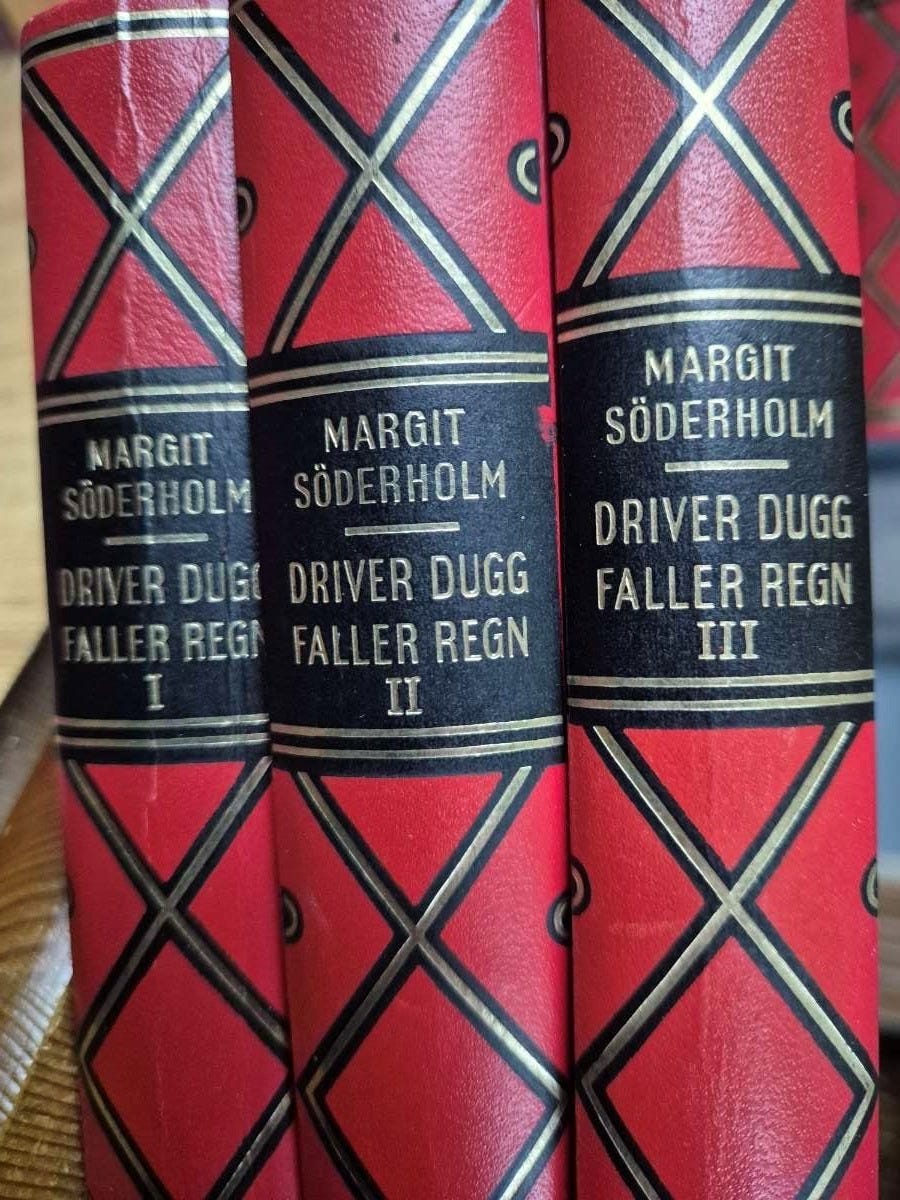 MARGIT
SÖDERHOLM
DRIVER DUGG
FALLER REGN
I
MARGIT
SÖDERHOLM
DRIVER DUGG
FALLER REGN
II
MARGIT
SÖDERHOLM
DRIVER DUGG
FALLER REGN
III